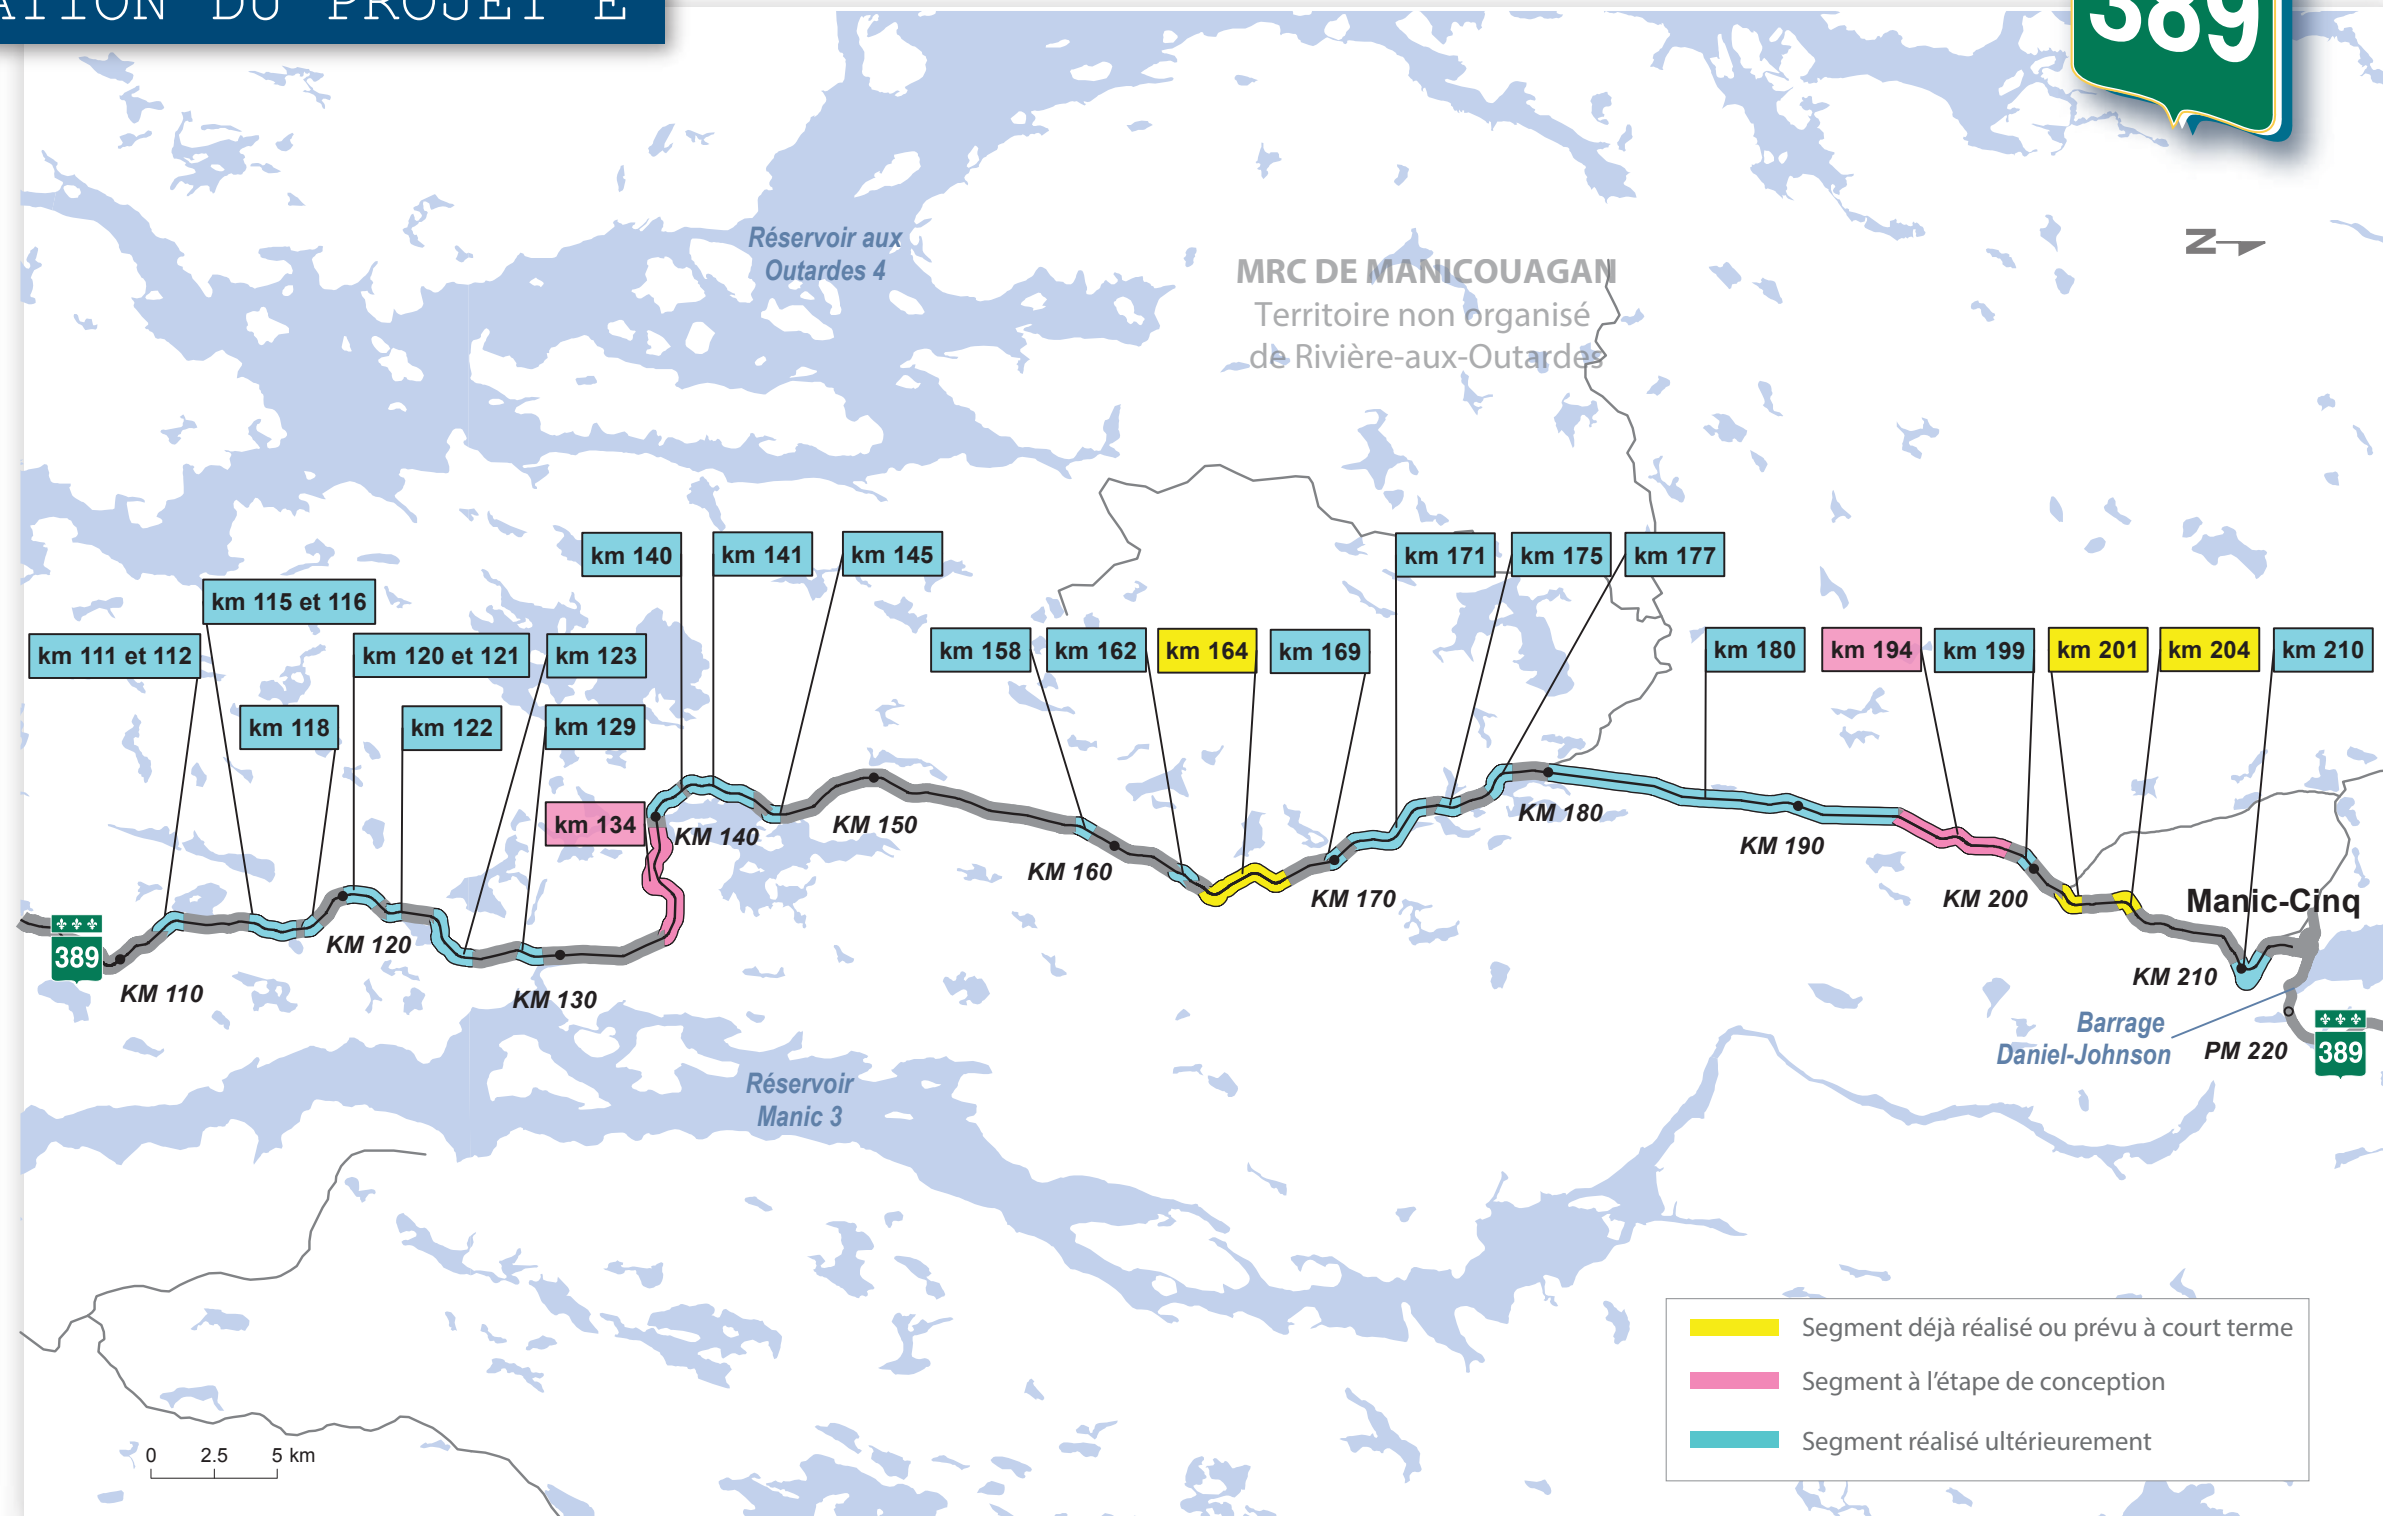 ATION DU PROJET E
389
Réservoir aux
Outardes 4
MRC DE MANICOUAGAN
Territoire non organisé
de Rivière-aux-Outardes
N
km 140
km 141
km 145
km 171
km 175
km 177
km 115 et 116
km 111 et 112
km 120 et 121
km 123
km 158
km 162
km 164
km 169
km 180
km 194
km 199
km 201
km 204
km 210
km 118
km 122
km 129
km 134
KM 140
KM 150
KM 180
KM 190
KM 160
KM 170
KM 200
Manic-Cinq
389
KM 120
KM 110
KM 130
KM 210
Barrage
Daniel-Johnson
PM 220
389
Réservoir
Manic 3
Segment déjà réalisé ou prévu à court terme
Segment à l'étape de conception
Segment réalisé ultérieurement
0 2.5 5 km